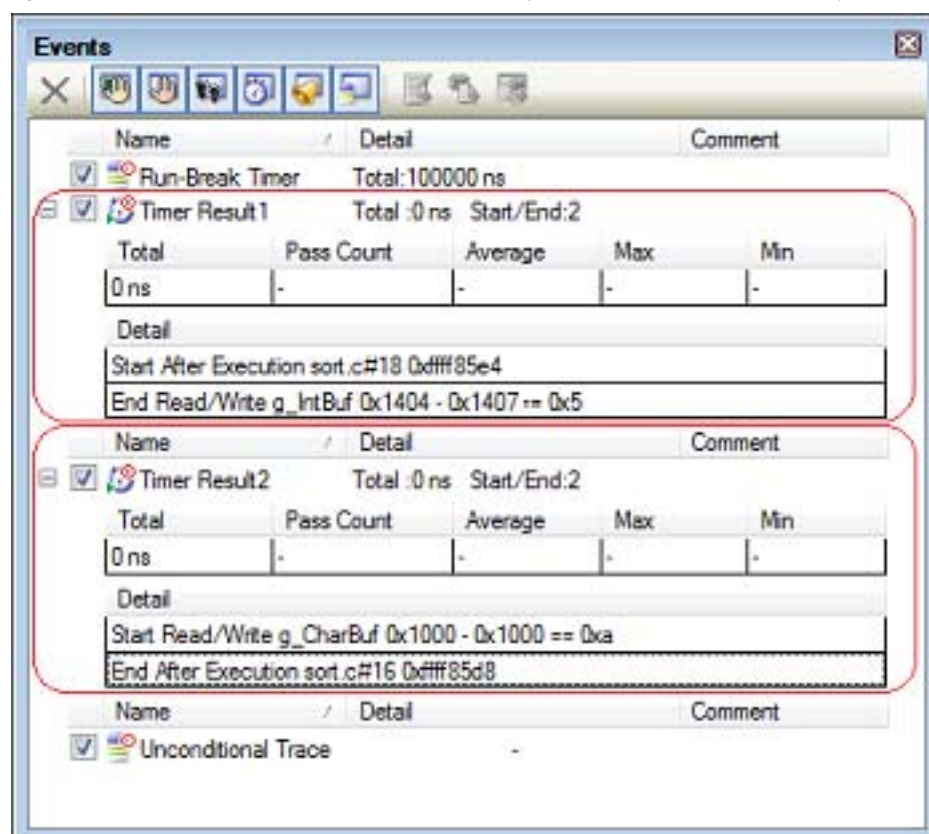 Events
Name / Detail Comment
Run-Break Timer Total:100000 ns
Timer Result1 Total :0 ns Start/End:2
Total Pass Count Average Max Min
0 ns - - - -
Detail
Start After Execution sort.c#18 0xffff85e4
End Read/Write g_IntBuf 0x1404 - 0x1407 == 0x5
Name / Detail Comment
Timer Result2 Total :0 ns Start/End:2
Total Pass Count Average Max Min
0 ns - - - -
Detail
Start Read/Write g_CharBuf 0x1000 - 0x1000 == 0xa
End After Execution sort.c#16 0xffff85d8
Name / Detail Comment
Unconditional Trace -